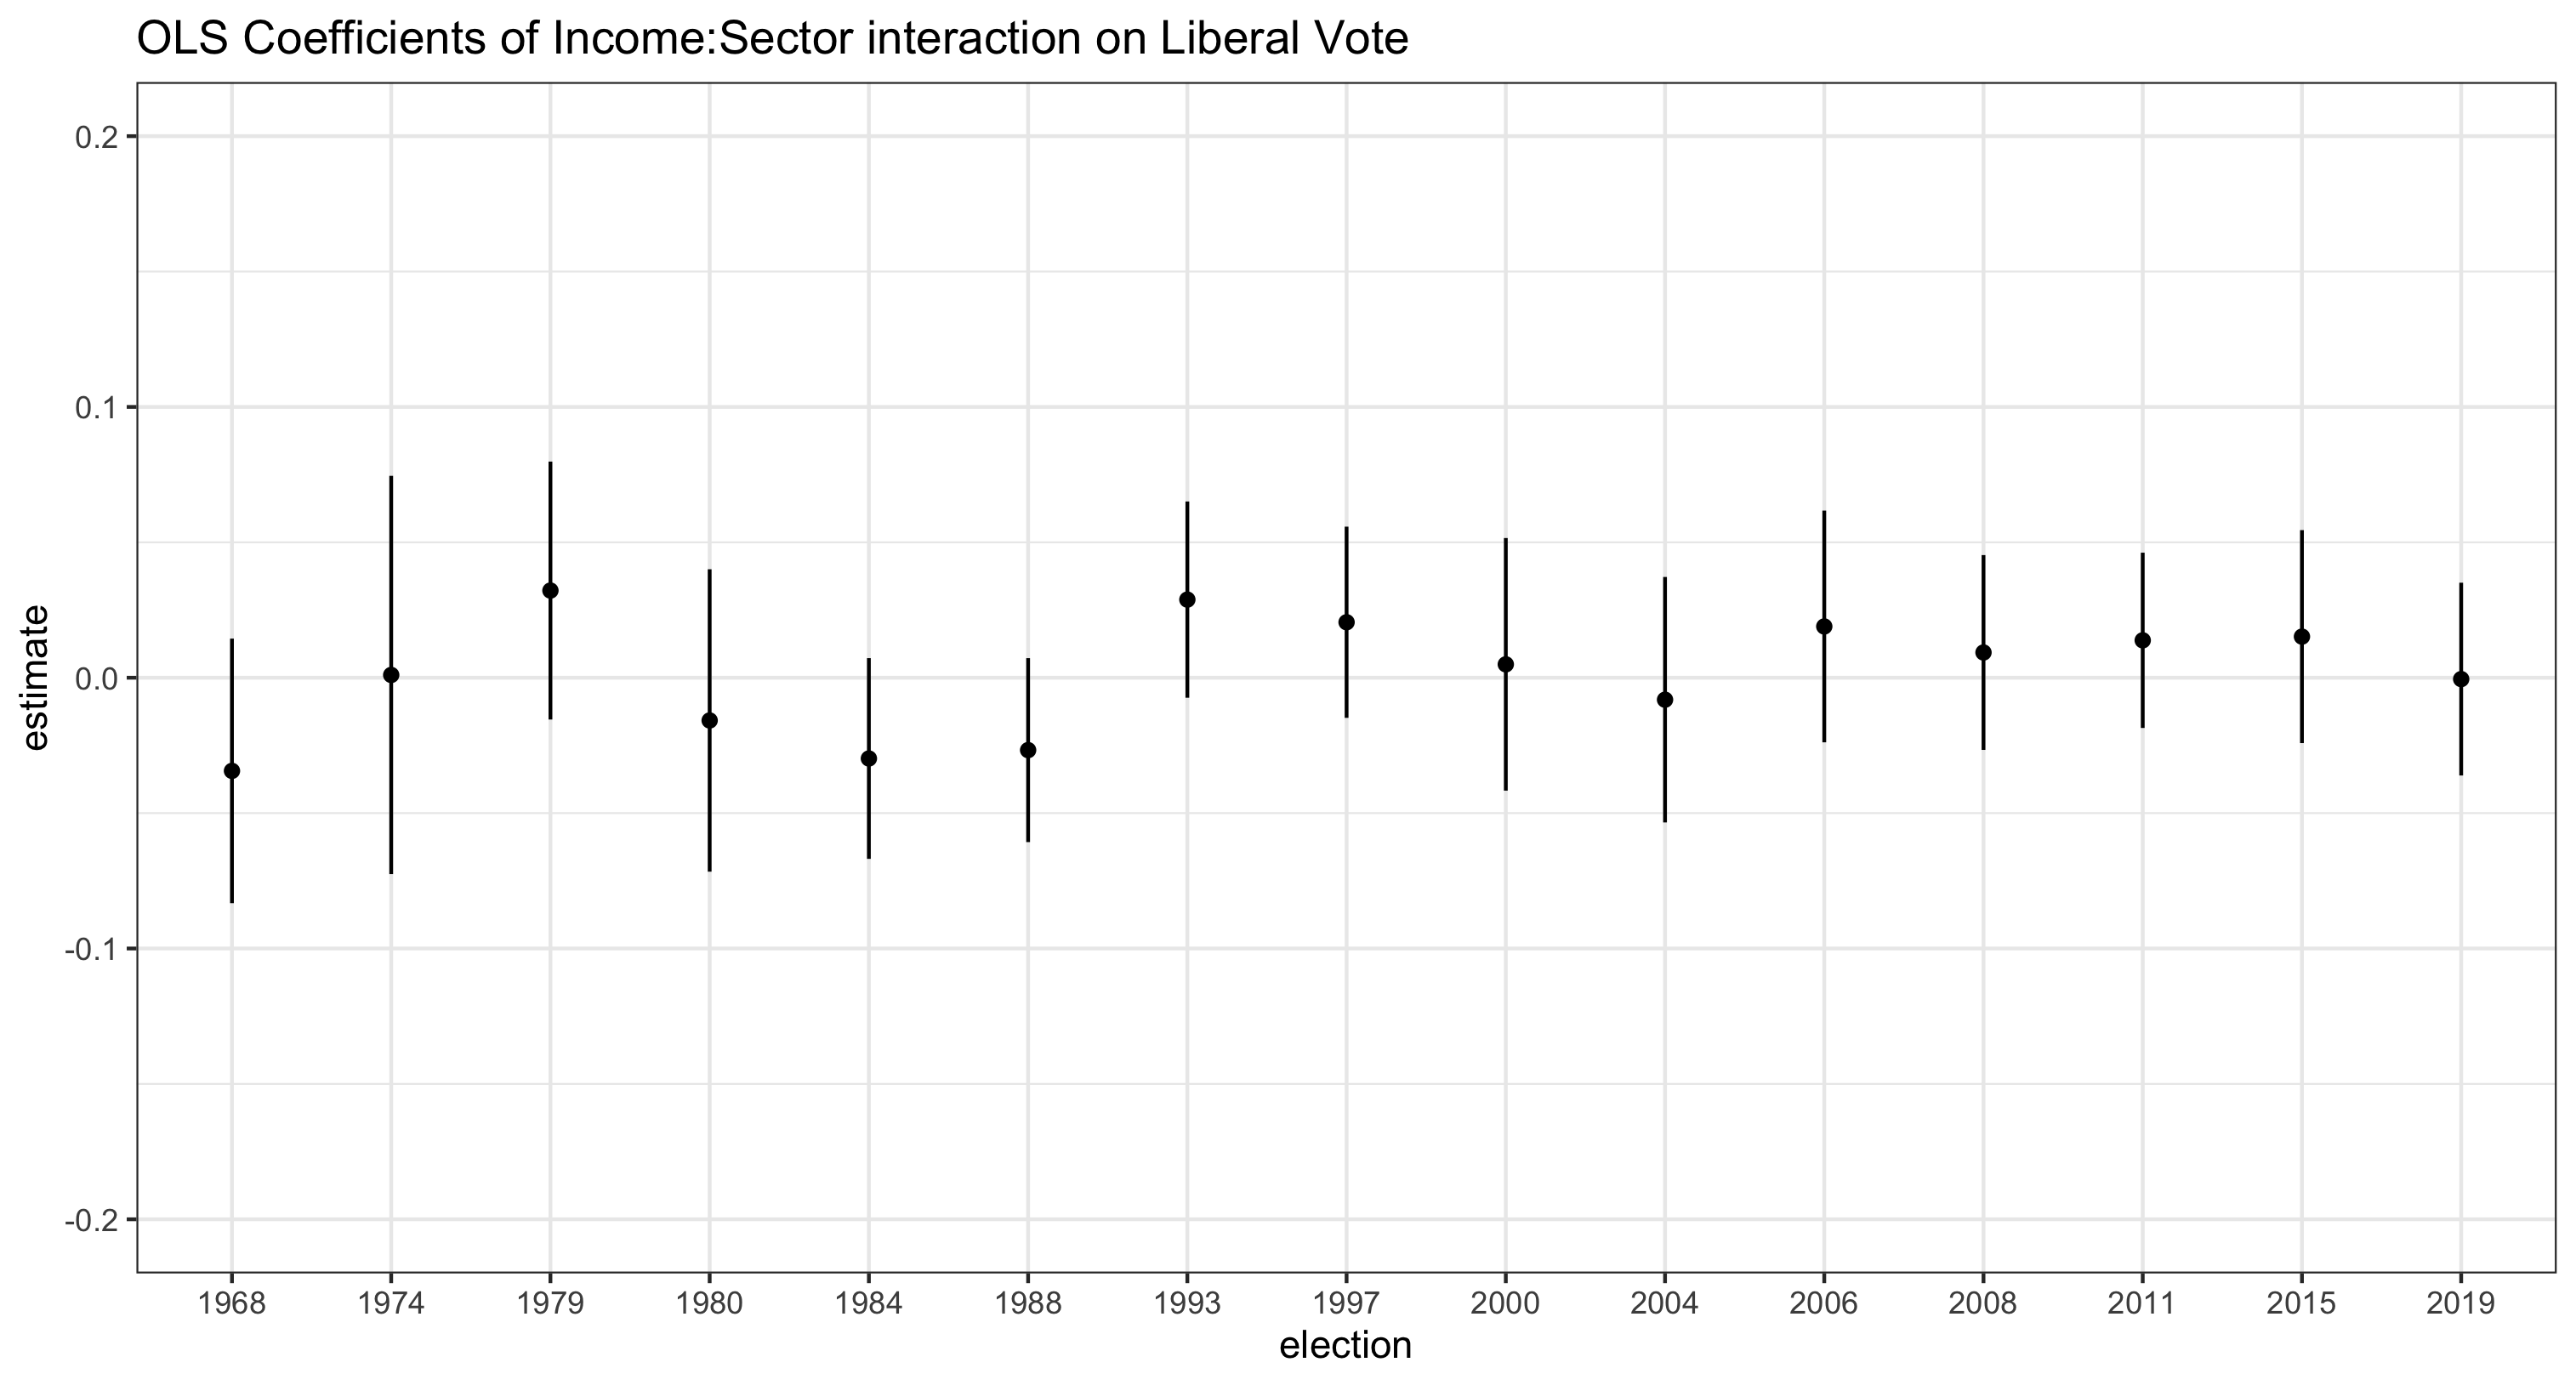 OLS Coefficients of Income:Sector interaction on Liberal Vote
estimate
0.2
0.1
0.0
-0.1
-0.2
1968 1974 1979 1980 1984 1988 1993 1997 2000 2004 2006 2008 2011 2015 2019
election